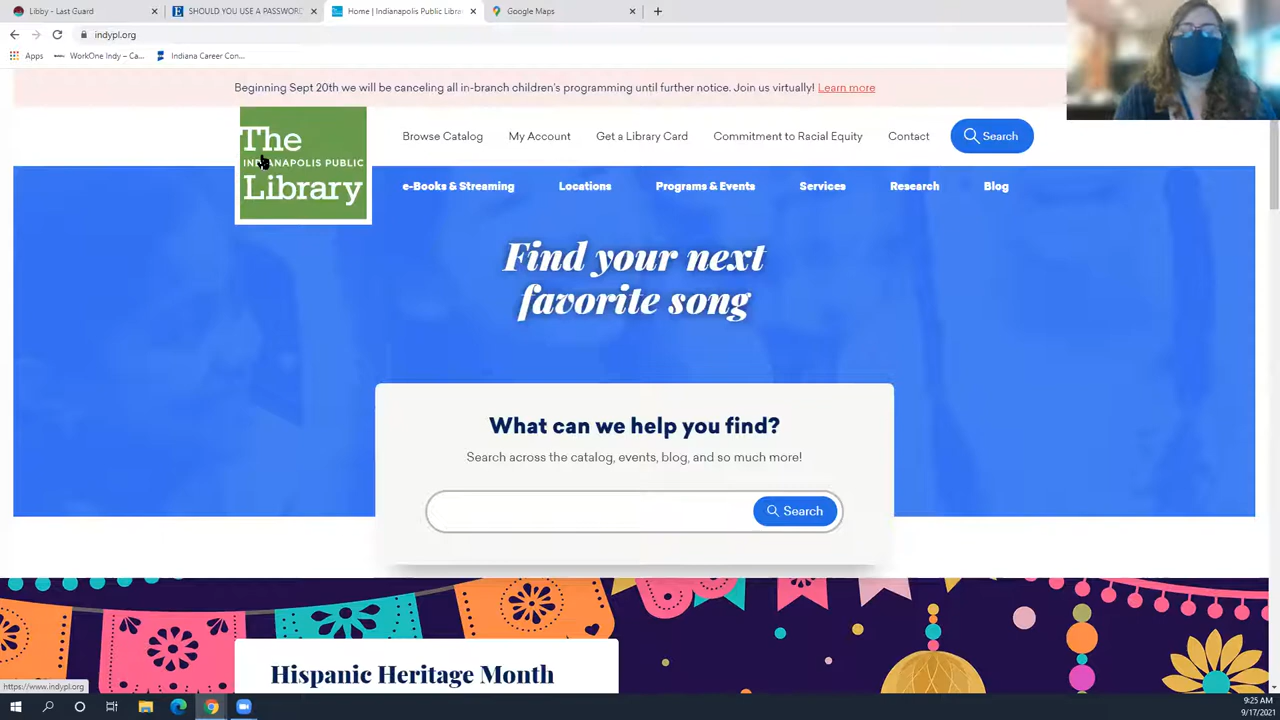 Libby - Last Guard
SHOULD YOU USE A PASSWORD
Home | Indianapolis Public Libra
Google Maps
indypl.org
Apps
WorkOne Indy – Ca...
Indiana Career Con...
Beginning Sept 20th we will be canceling all in-branch children's programming until further notice. Join us virtually! Learn more
The
INDIANAPOLIS PUBLIC
Library
Browse Catalog
My Account
Get a Library Card
Commitment to Racial Equity
Contact
Search
e-Books & Streaming
Locations
Programs & Events
Services
Research
Blog
Find your next
favorite song
What can we help you find?
Search across the catalog, events, blog, and so much more!
Search
Hispanic Heritage Month
https://www.indypl.org
9:25 AM
9/17/2021